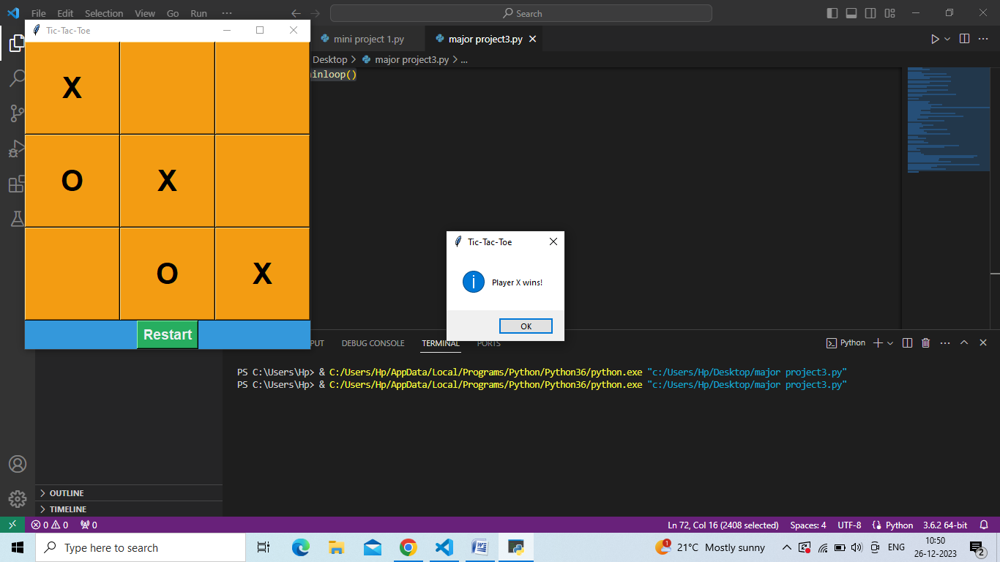 File Edit Selection View Go Run ···
Search
Tic-Tac-Toe
mini project 1.py
major project3.py
Desktop > major project3.py > ...
inloop()
X
O X
O X
Restart
Tic-Tac-Toe
Player X wins!
OK
DEBUG CONSOLE TERMINAL PORTS
Python
PS C:\Users\Hp> & C:/Users/Hp/AppData/Local/Programs/Python/Python36/python.exe "c:/Users/Hp/Desktop/major project3.py"
PS C:\Users\Hp> & C:/Users/Hp/AppData/Local/Programs/Python/Python36/python.exe "c:/Users/Hp/Desktop/major project3.py"
OUTLINE
TIMELINE
0 0 0 Ln 72, Col 16 (2408 selected) Spaces: 4 UTF-8 Python 3.6.2 64-bit
Type here to search
21°C Mostly sunny
ENG
10:50
26-12-2023
2
1